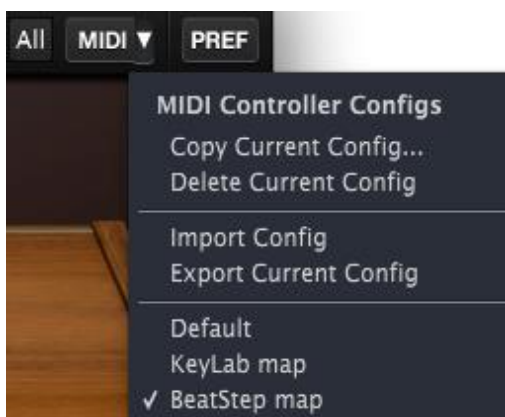 All MIDI ▼ PREF
MIDI Controller Configs
Copy Current Config...
Delete Current Config
Import Config
Export Current Config
Default
KeyLab map
✓ BeatStep map